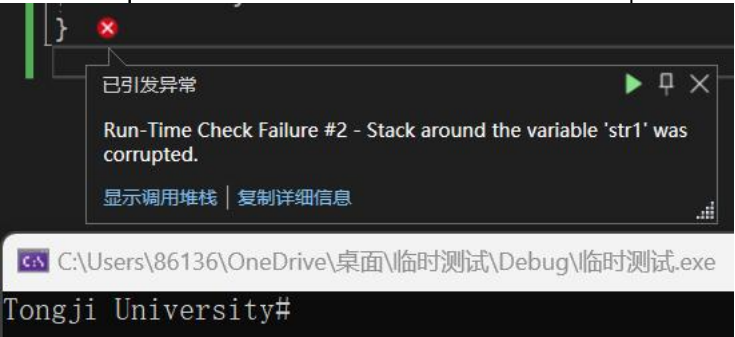 }
已引发异常
Run-Time Check Failure #2 - Stack around the variable 'str1' was
corrupted.
显示调用堆栈 | 复制详细信息
C:\Users\86136\OneDrive\桌面\临时测试\Debug\临时测试.exe
Tongji University#